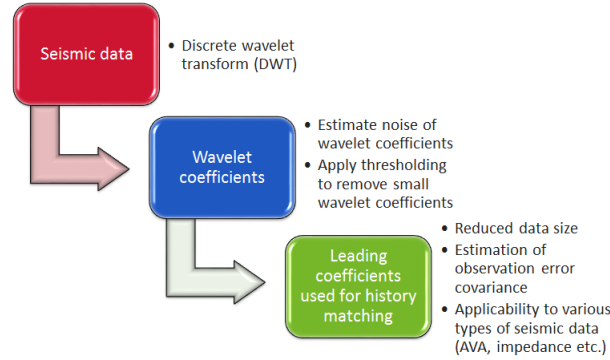 Seismic data
• Discrete wavelet
transform (DWT)
Wavelet
coefficients
• Estimate noise of
wavelet coefficients
• Apply thresholding
to remove small
wavelet coefficients
Leading
coefficients
used for history
matching
• Reduced data size
• Estimation of
observation error
covariance
• Applicability to various
types of seismic data
(AVA, impedance etc.)